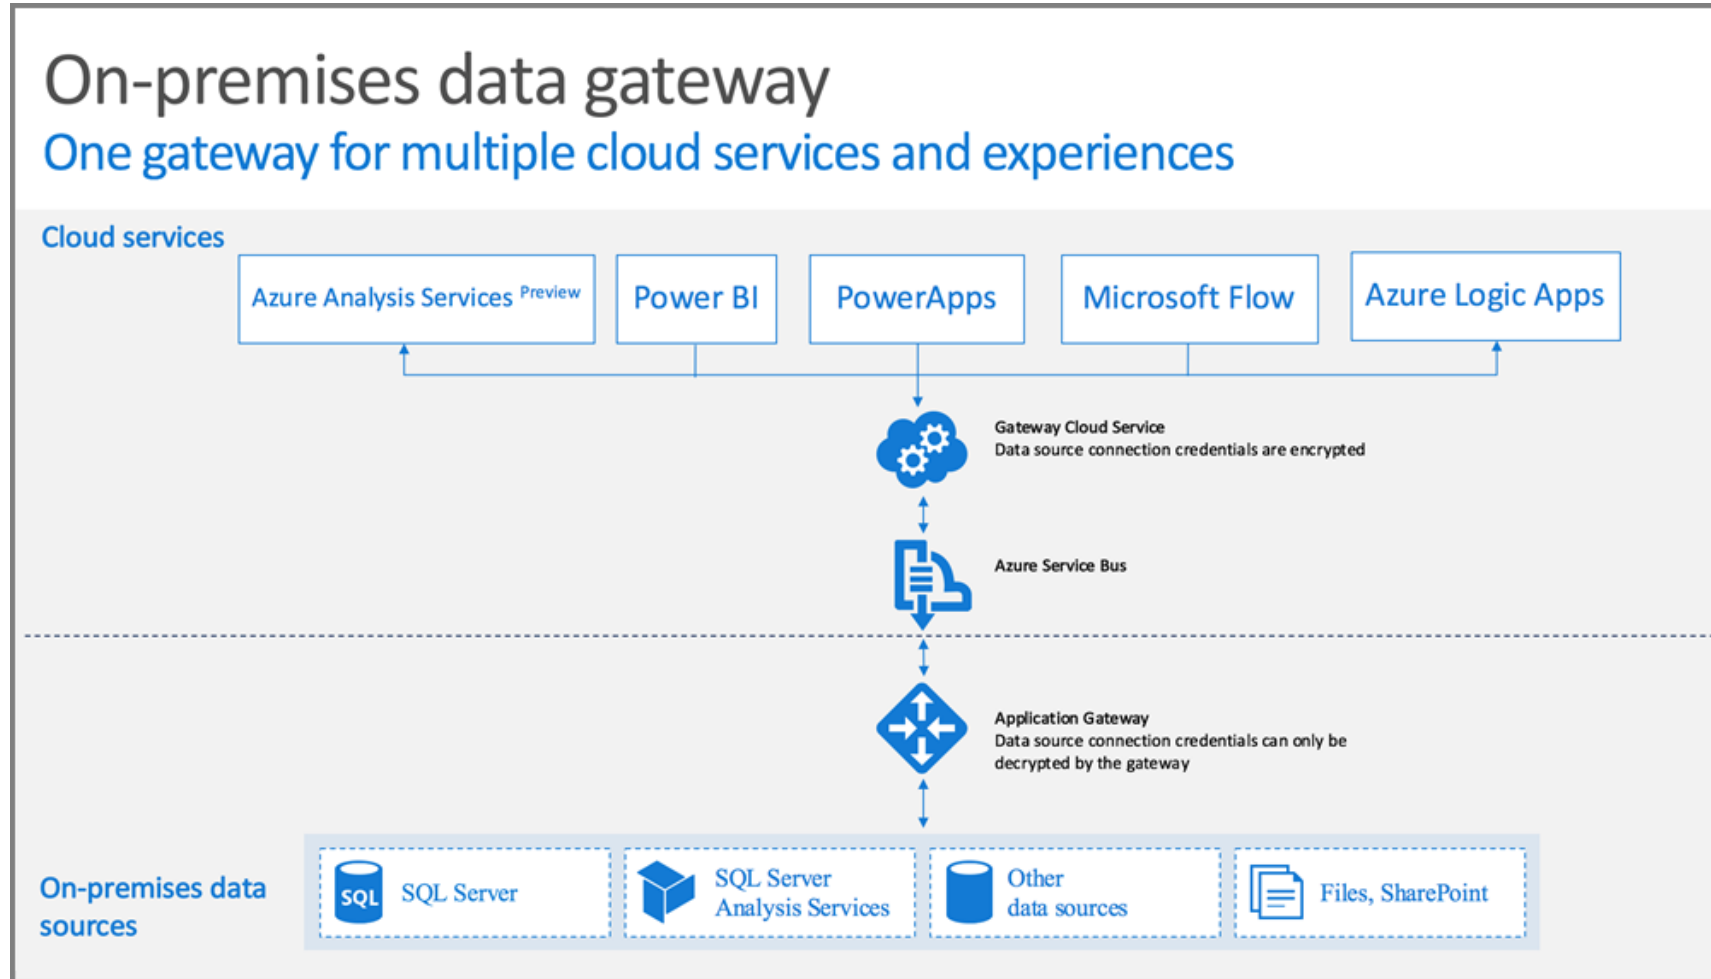 On-premises data gateway
One gateway for multiple cloud services and experiences
Cloud services
Azure Analysis Services Preview
Power BI
PowerApps
Microsoft Flow
Azure Logic Apps
Gateway Cloud Service
Data source connection credentials are encrypted
Azure Service Bus
Application Gateway
Data source connection credentials can only be
decrypted by the gateway
On-premises data
sources
SQL
SQL Server
SQL Server
Analysis Services
Other
data sources
Files, SharePoint